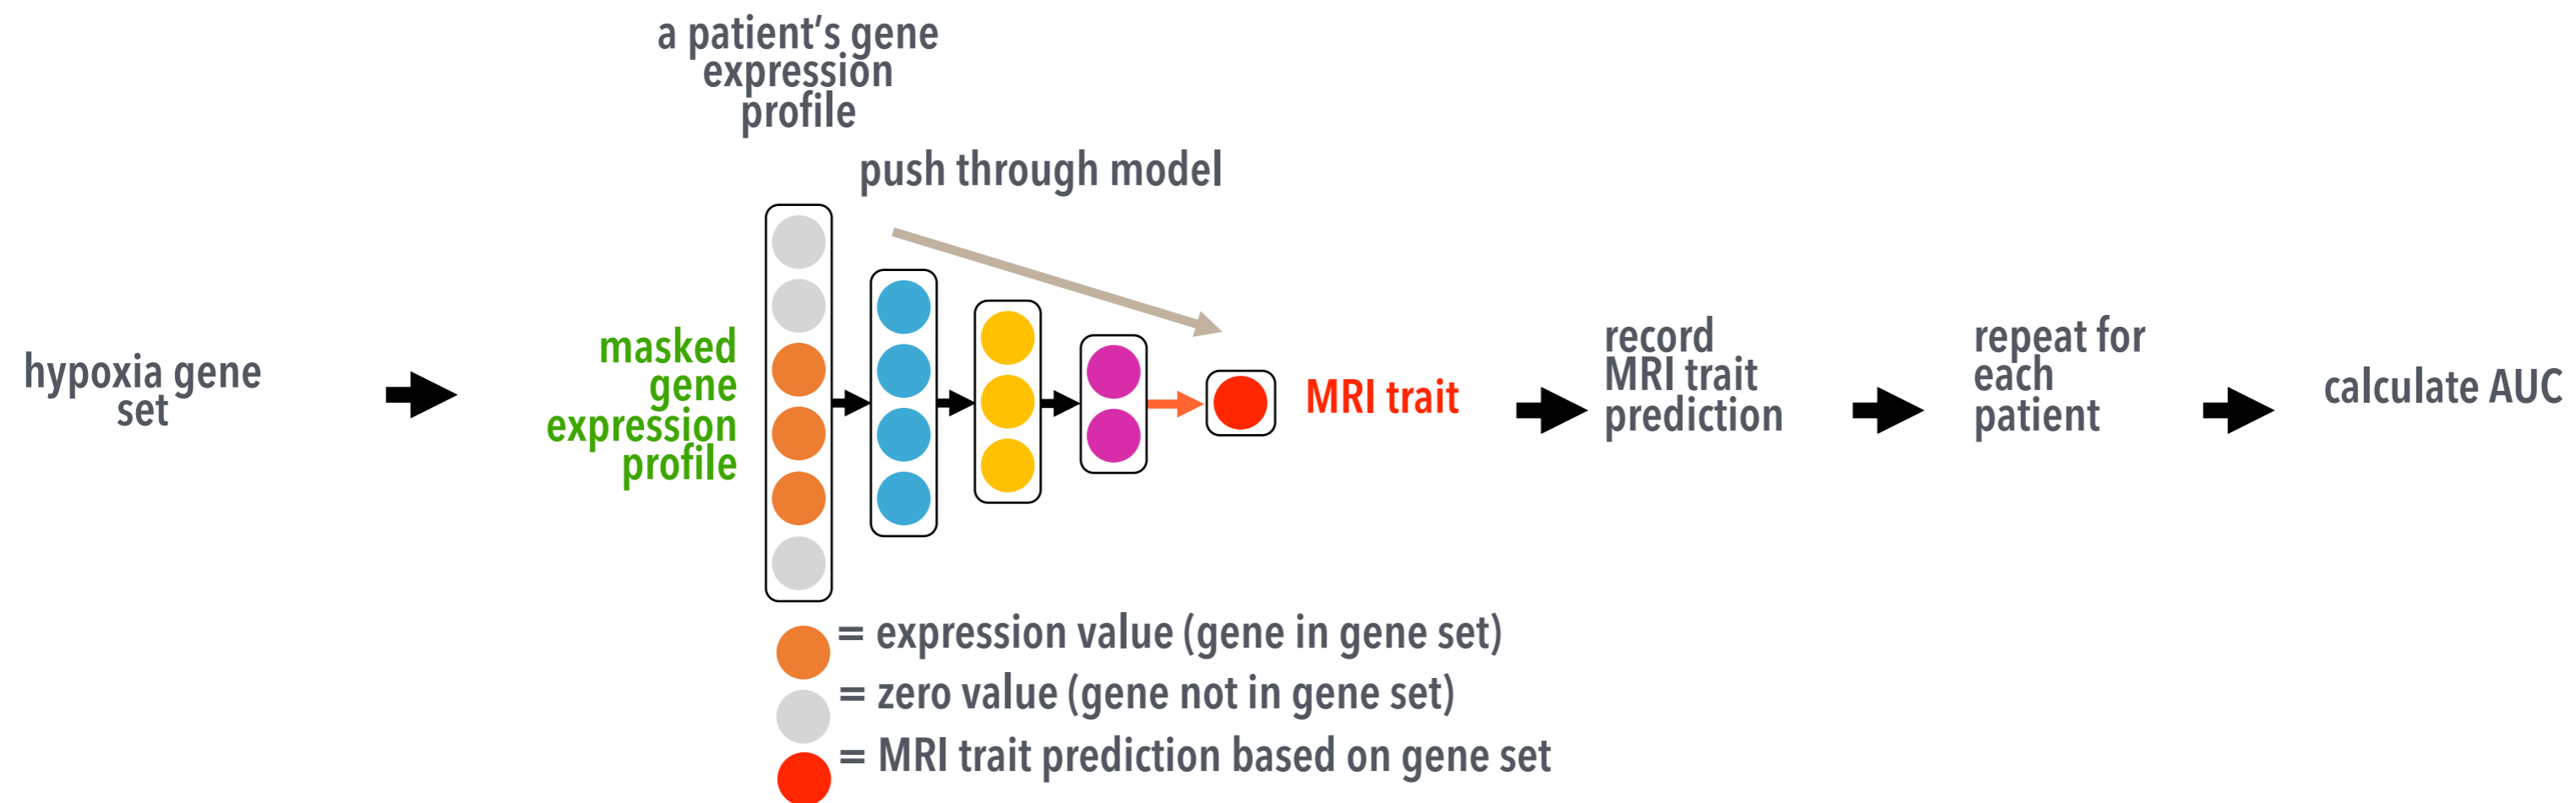 a patient's gene
expression
profile
push through model
hypoxia gene
set
masked
gene
expression
profile
MRI trait
record
MRI trait
prediction
repeat for
each
patient
calculate AUC
= expression value (gene in gene set)
= zero value (gene not in gene set)
= MRI trait prediction based on gene set